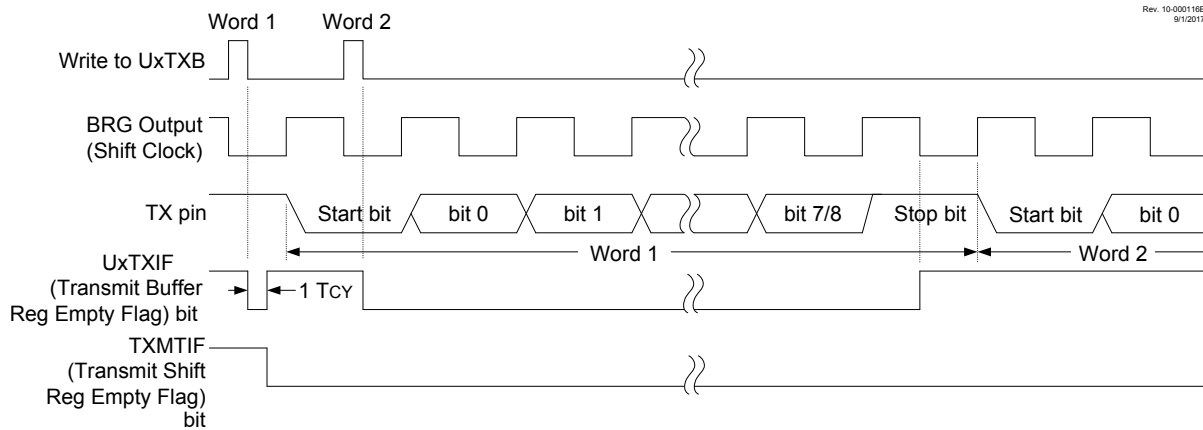 Rev. 10-000116B
9/1/2017
Word 1
Word 2
Write to UxTXB
BRG Output
(Shift Clock)
TX pin
Start bit
bit 0
bit 1
bit 7/8
Stop bit
Start bit
bit 0
Word 1
Word 2
UxTXIF
(Transmit Buffer
Reg Empty Flag) bit
1 TCY
TXMTIF
(Transmit Shift
Reg Empty Flag)
bit